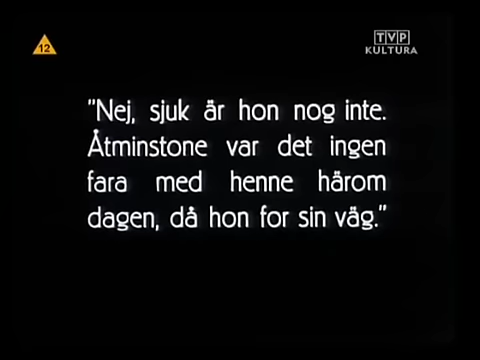 12
TVP
KULTURA
"Nej, sjuk är hon nog inte.
Åtminstone var det ingen
fara med henne härom
dagen, då hon for sin väg."